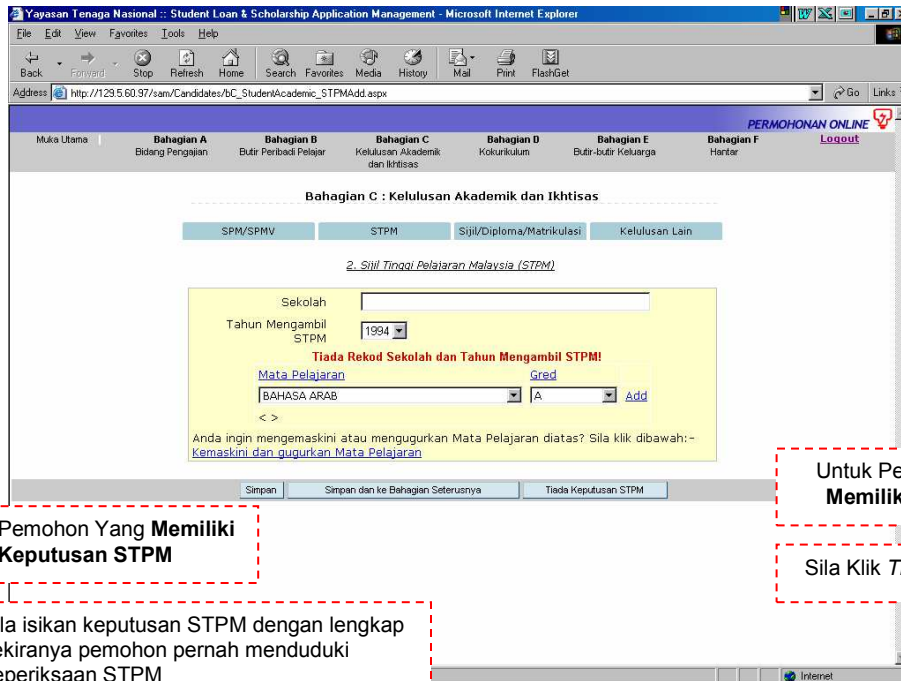 Yayasan Tenaga Nasional :: Student Loan & Scholarship Application Management - Microsoft Internet Explorer
File Edit View Favorites Tools Help
Back Forward Stop Refresh Home Search Favorites Media History Mail Print FlashGet
Address http://129.5.60.97/sam/Candidates/bC_StudentAcademic_STPMAdd.aspx Go Links
PERMOHONAN ONLINE
Muka Utama Bahagian A Bahagian B Bahagian C Bahagian D Bahagian E Bahagian F Logout
Bidang Pengajian Butir Peribadi Pelajar Kelulusan Akademik Kokurikulum Butir-butir Keluarga Hantar
dan Ikhtisas
Bahagian C : Kelulusan Akademik dan Ikhtisas
SPM/SPMV STPM Sijil/Diploma/Matrikulasi Kelulusan Lain
2. Sijil Tinggi Pelajaran Malaysia (STPM)
Sekolah
Tahun Mengambil
STPM 1994
Tiada Rekod Sekolah dan Tahun Mengambil STPM!
Mata Pelajaran Gred
BAHASA ARAB A Add
< >
Anda ingin mengemaskini atau mengugurkan Mata Pelajaran diatas? Sila klik dibawah:-
Kemaskini dan gugurkan Mata Pelajaran
Simpan Simpan dan ke Bahagian Seterusnya Tiada Keputusan STPM
Untuk Pe
Memilik
Pemohon Yang Memiliki
Keputusan STPM
Sila Klik T
la isikan keputusan STPM dengan lengkap
ekiranya pemohon pernah menduduki
eperiksaan STPM
Internet